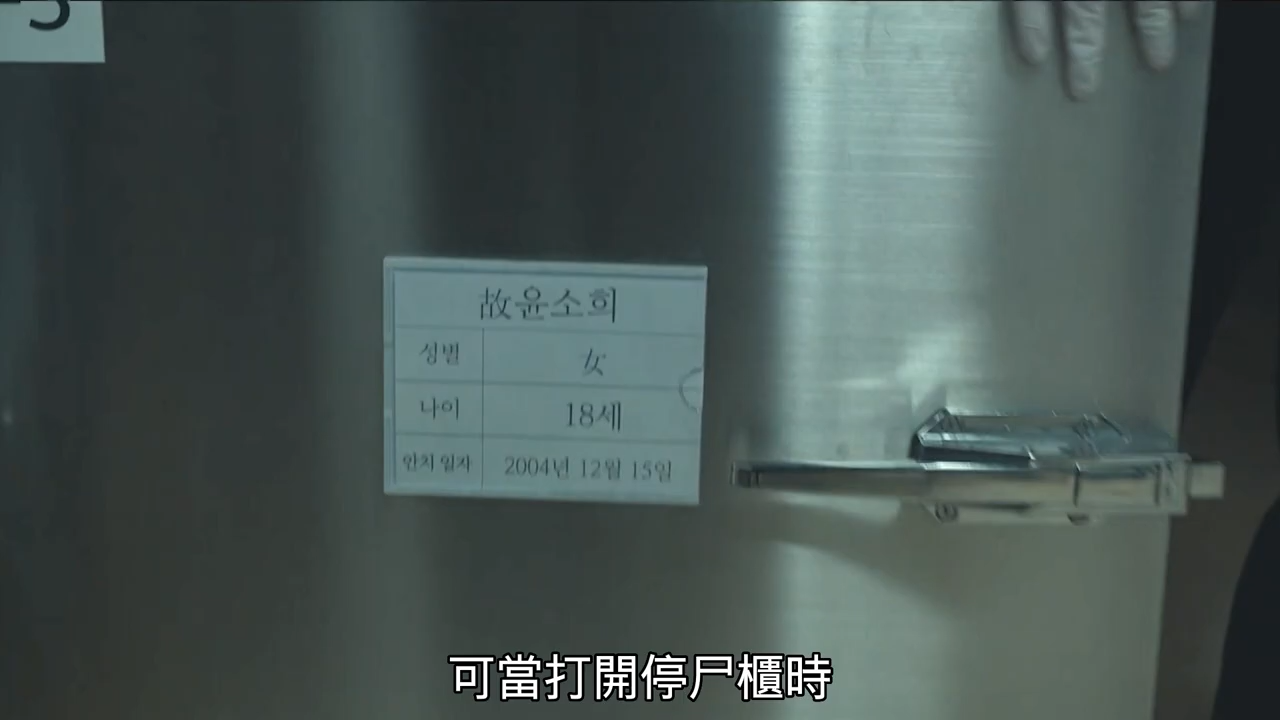 故윤소희
성별 女
나이 18세
안치 일자 2004년 12월 15일
可當打開停尸櫃時